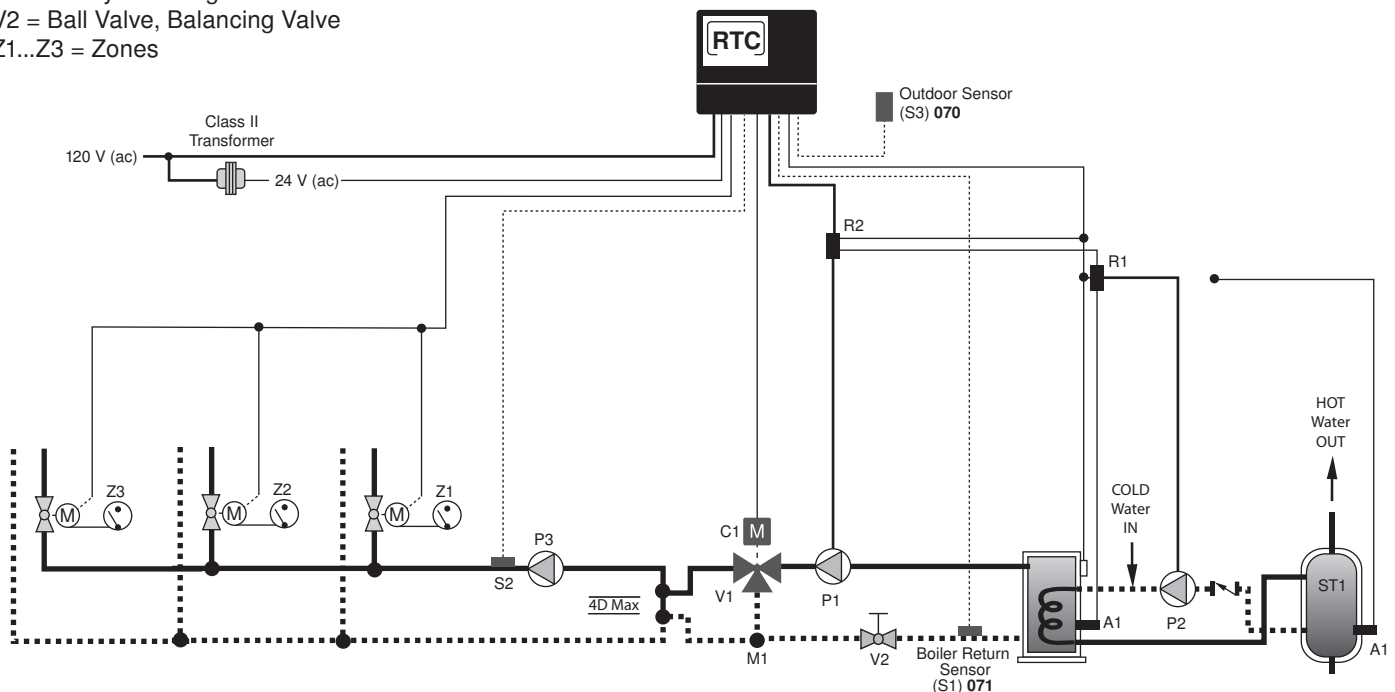 V2 = Ball Valve, Balancing Valve
Z1...Z3 = Zones
RTC
Outdoor Sensor
(S3) 070
Class II
Transformer
120 V (ac)
24 V (ac)
R2
R1
HOT
Water
OUT
COLD
Water
IN
Z3
M
Z2
M
Z1
M
P3
S2
C1
M
4D Max
V1
P1
P2
ST1
A1
A1
M1
V2
Boiler Return
Sensor
(S1) 071